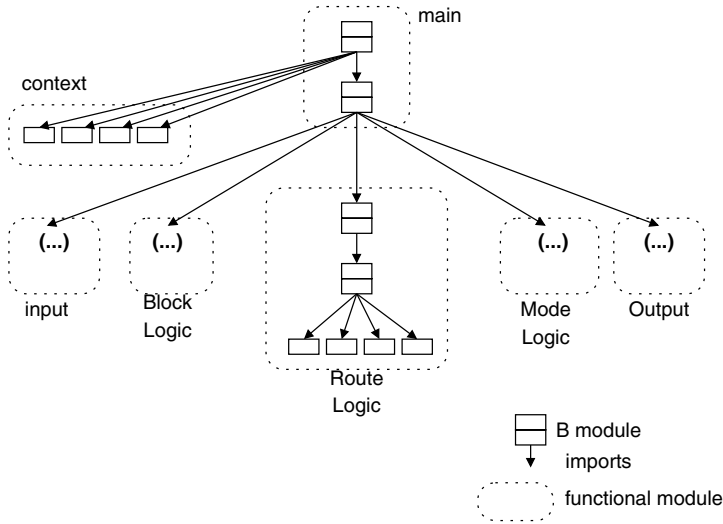 main
context
(...)
(...)
(...)
(...)
input
Block
Logic
Mode
Logic
Output
Route
Logic
B module
imports
functional module